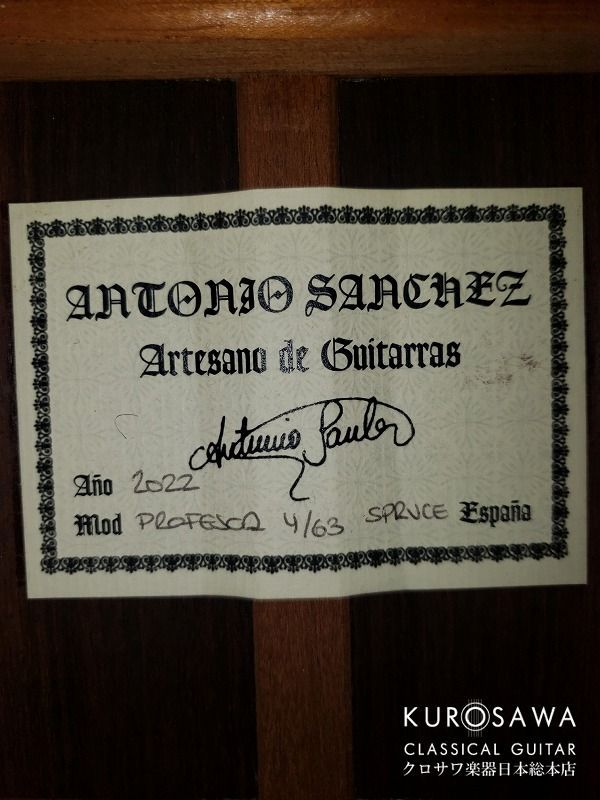 ANTONIO SANCHEZ
Artesano de Guitarras
Antonio Sanchez
Año 2022
Mod PROFESOR 4/63 SPRUCE España
KUROSAWA
CLASSICAL GUITAR
クロサワ楽器日本総本店